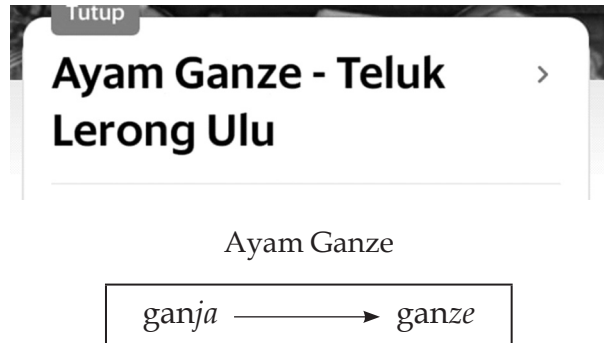 Tutup
Ayam Ganze - Teluk
Lerong Ulu
Ayam Ganze
ganja ganze